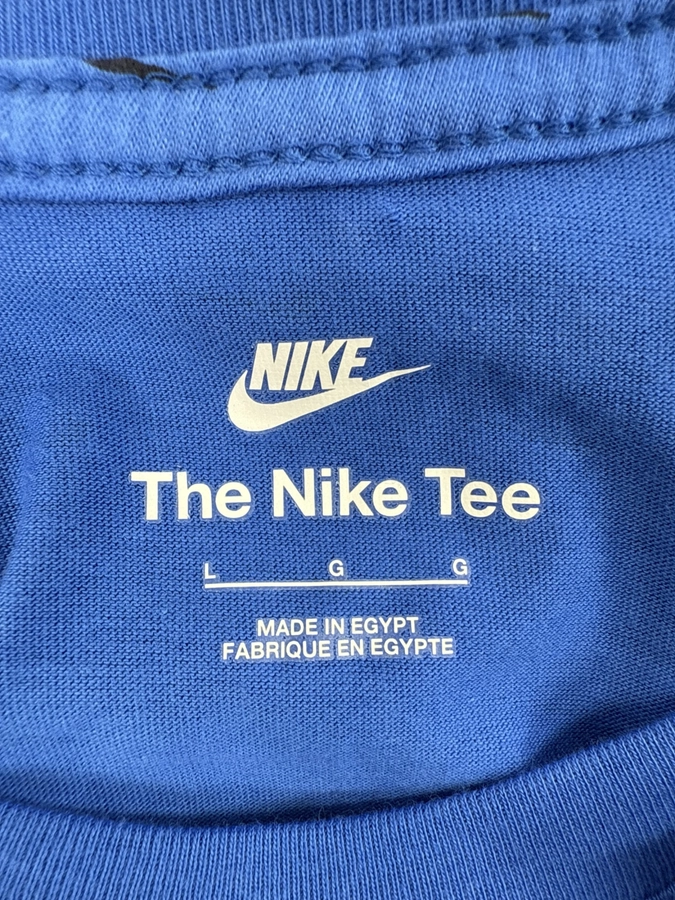 NIKE
The Nike Tee
L G G
MADE IN EGYPT
FABRIQUE EN EGYPTE